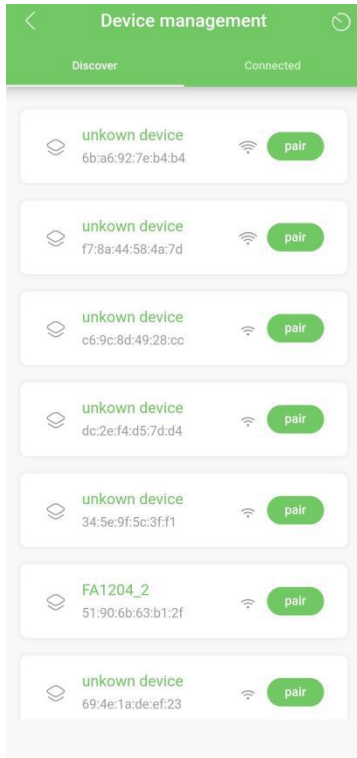 Device management
Discover Connected
unkown device
6b:a6:92:7e:b4:b4
pair
unkown device
f7:8a:44:58:4a:7d
pair
unkown device
c6:9c:8d:49:28:cc
pair
unkown device
dc:2e:f4:d5:7d:d4
pair
unkown device
34:5e:9f:5c:3f:f1
pair
FA1204_2
51:90:6b:63:b1:2f
pair
unkown device
69:4e:1a:de:ef:23
pair